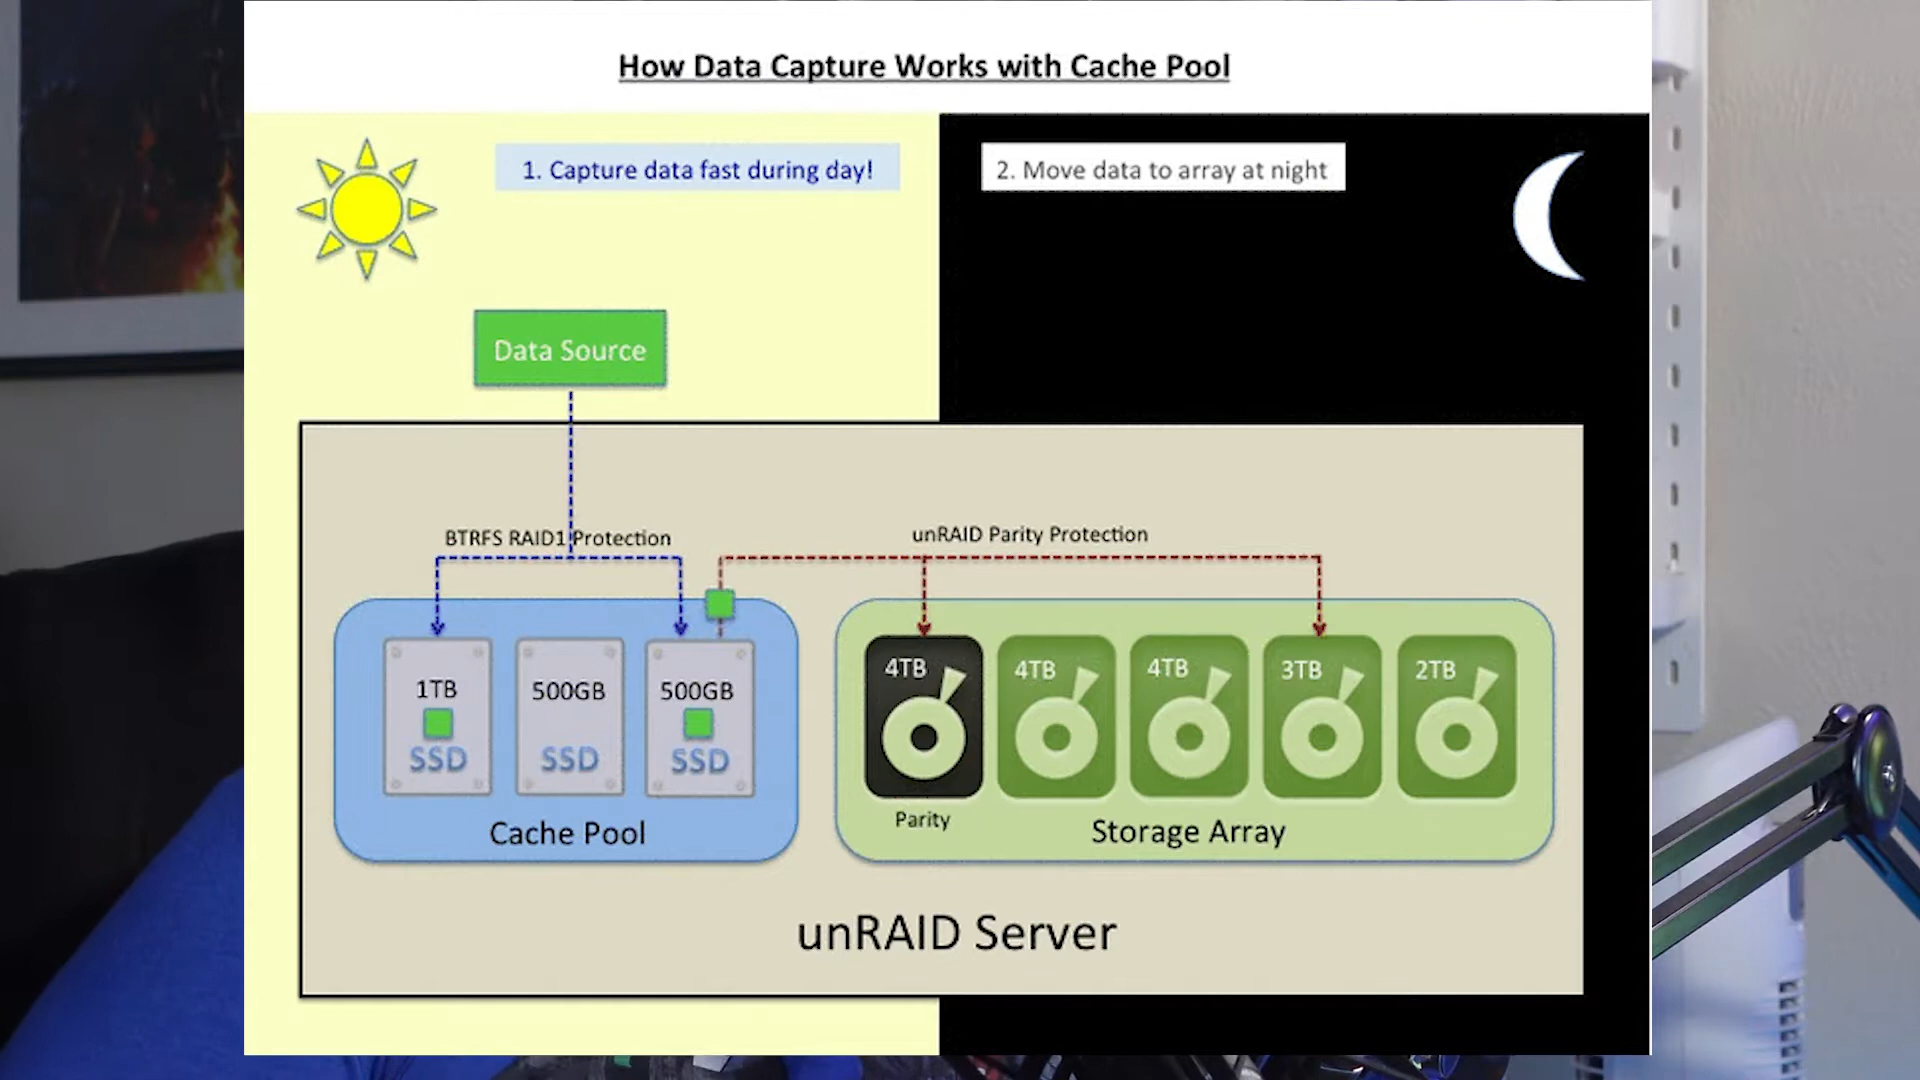 How Data Capture Works with Cache Pool
1. Capture data fast during day!
2. Move data to array at night
Data Source
BTRFS RAID1 Protection
unRAID Parity Protection
1TB
SSD
500GB
SSD
500GB
SSD
Cache Pool
4TB
4TB
4TB
3TB
2TB
Parity
Storage Array
unRAID Server